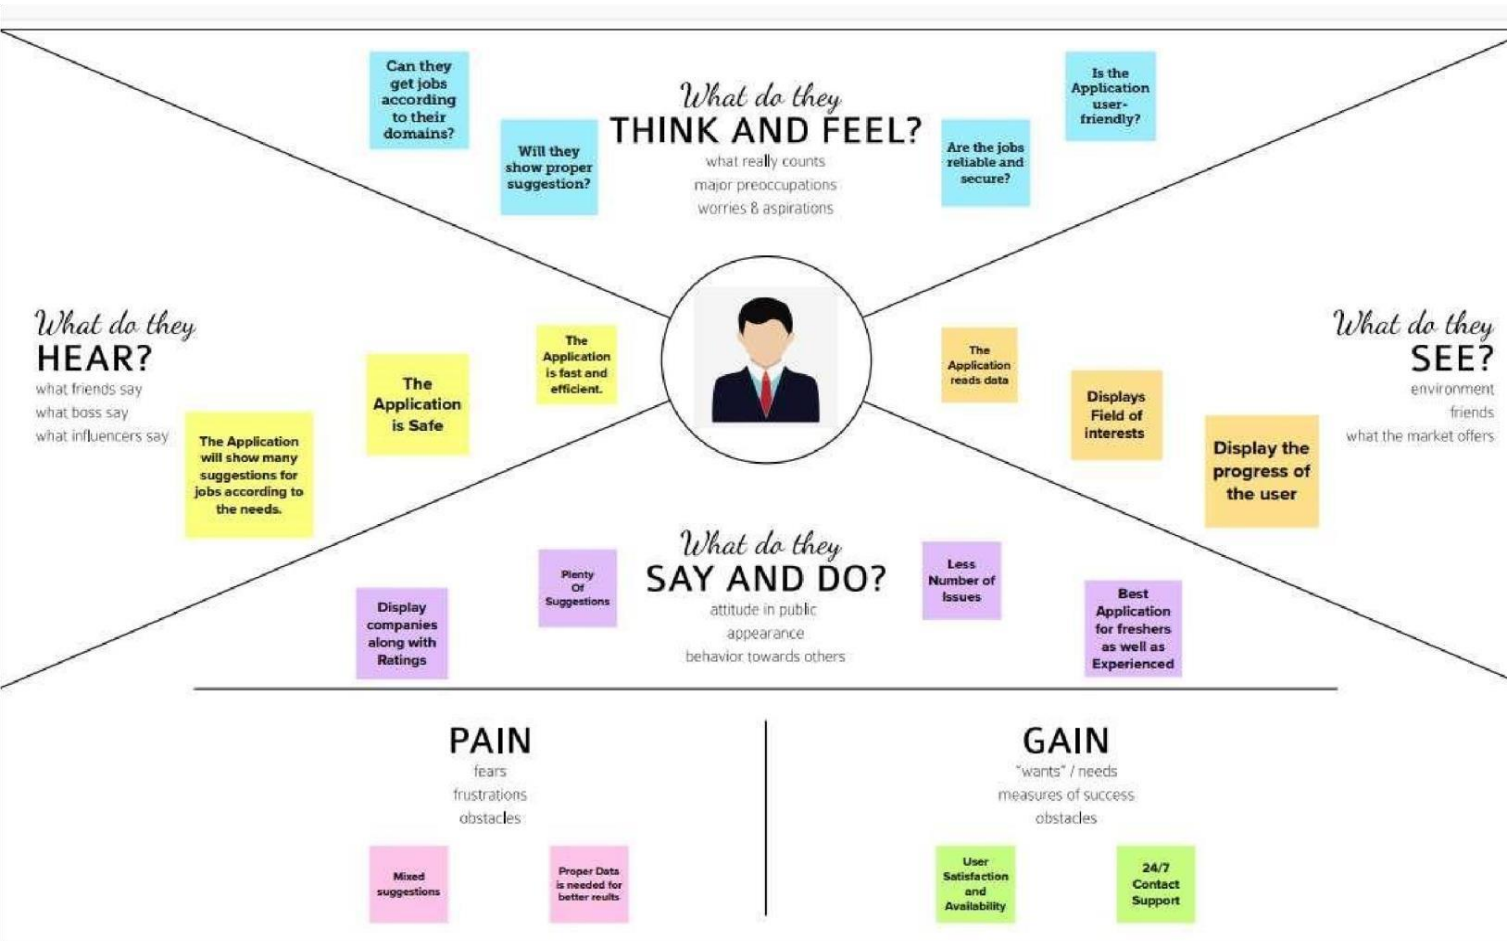 Can they
get jobs
according
to their
domains?
Will they
show proper
suggestion?
What do they
THINK AND FEEL?
what really counts
major preoccupations
worries & aspirations
Are the jobs
reliable and
secure?
Is the
Application
user-
friendly?
What do they
HEAR?
what friends say
what boss say
what influencers say
The Application
will show many
suggestions for
jobs according to
the needs.
The
Application
is Safe
The
Application
is fast and
efficient.
The
Application
reads data
Displays
Field of
interests
Display the
progress of
the user
What do they
SEE?
environment
friends
what the market offers
Display
companies
along with
Ratings
Plenty
Of
Suggestions
What do they
SAY AND DO?
attitude in public
appearance
behavior towards others
Less
Number of
Issues
Best
Application
for freshers
as well as
Experienced
PAIN
fears
frustrations
obstacles
Mixed
suggestions
Proper Data
is needed for
better reults
GAIN
"wants" / needs
measures of success
obstacles
User
Satisfaction
and
Availability
24/7
Contact
Support